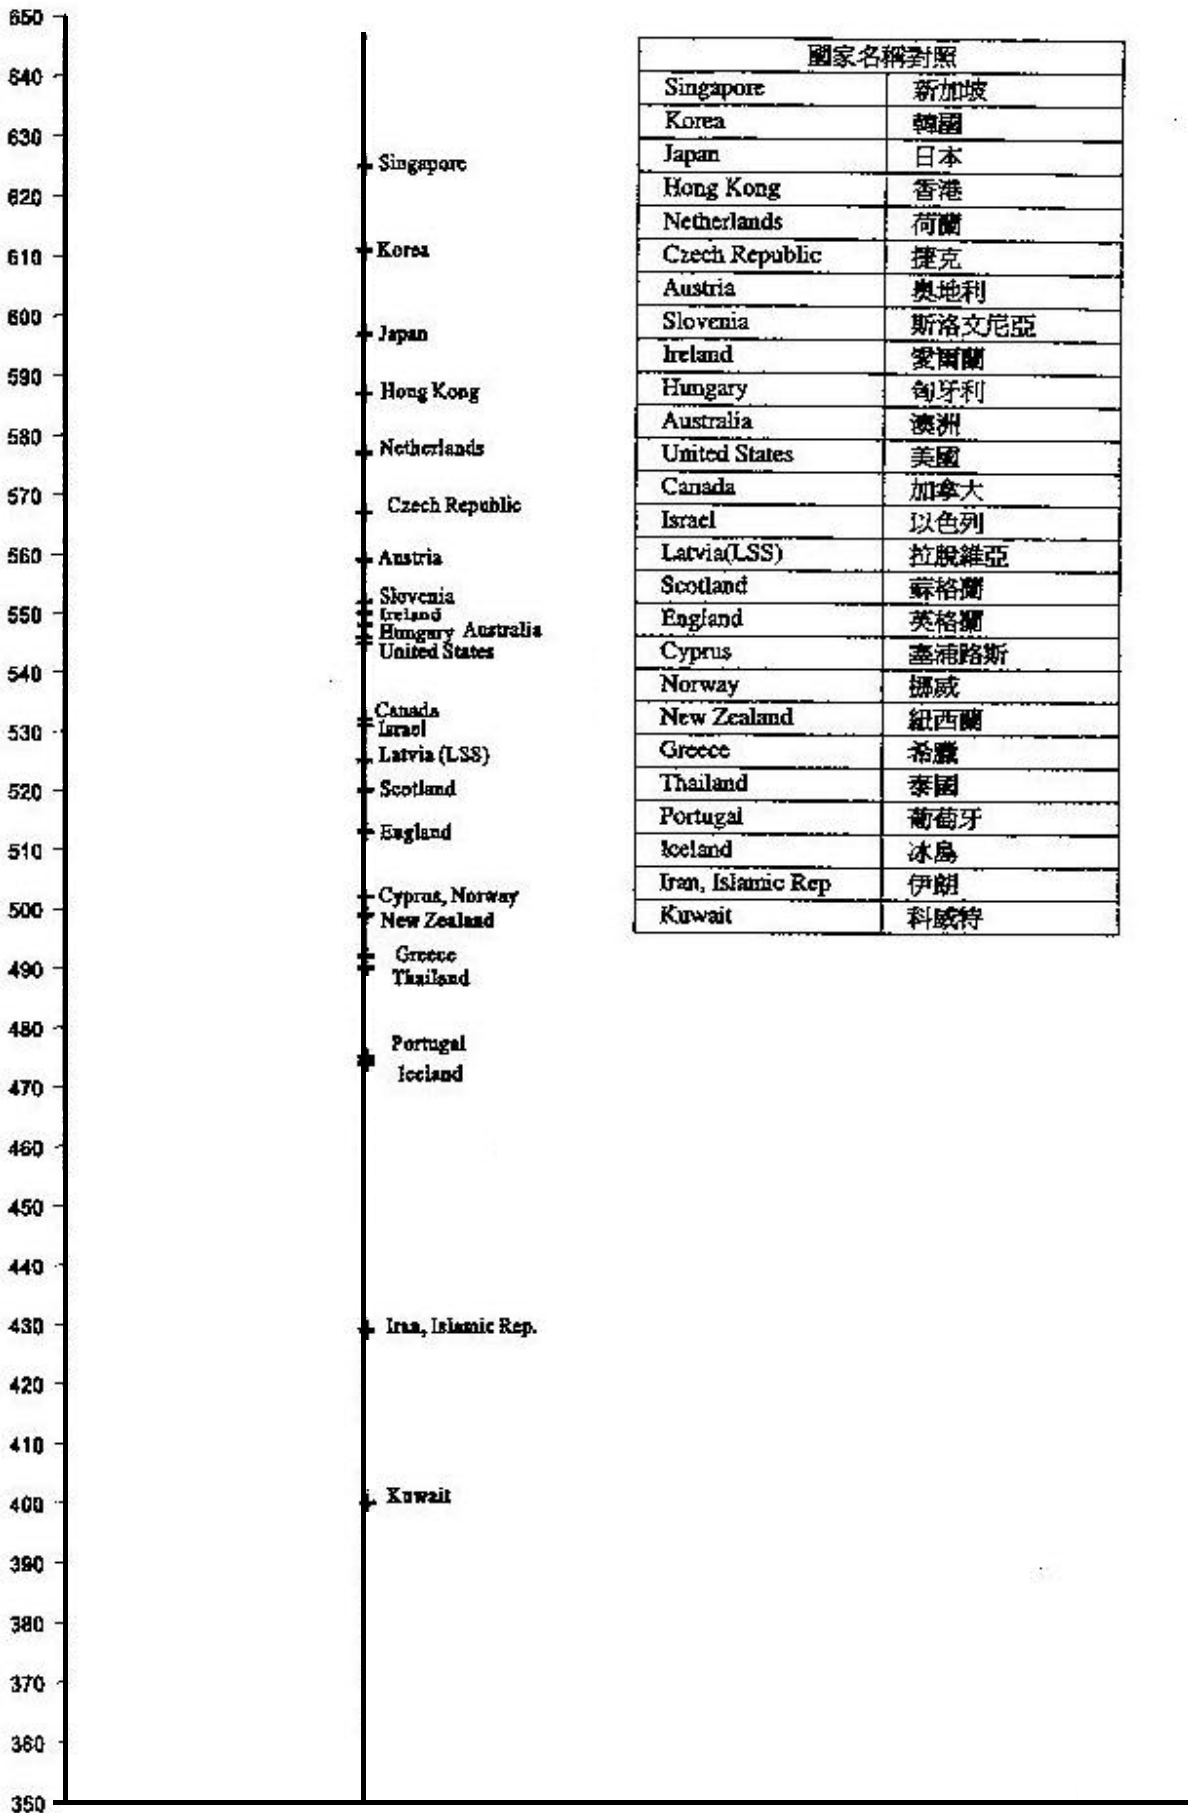 650
640
630
620
610
600
590
580
570
560
550
540
530
520
510
500
490
480
470
460
450
440
430
420
410
400
390
380
370
360
350
Singapore
Korea
Japan
Hong Kong
Netherlands
Czech Republic
Austria
Slovenia
Ireland
Hungary Australia
United States
Canada
Israel
Latvia (LSS)
Scotland
England
Cyprus, Norway
New Zealand
Greece
Thailand
Portugal
Iceland
Iran, Islamic Rep.
Kuwait
國家名稱對照
Singapore 新加坡
Korea 韓國
Japan 日本
Hong Kong 香港
Netherlands 荷蘭
Czech Republic 捷克
Austria 奧地利
Slovenia 斯洛文尼亞
Ireland 愛爾蘭
Hungary 匈牙利
Australia 澳洲
United States 美國
Canada 加拿大
Israel 以色列
Latvia(LSS) 拉脫維亞
Scotland 蘇格蘭
England 英格蘭
Cyprus 塞浦路斯
Norway 挪威
New Zealand 紐西蘭
Greece 希臘
Thailand 泰國
Portugal 葡萄牙
Iceland 冰島
Iran, Islamic Rep 伊朗
Kuwait 科威特